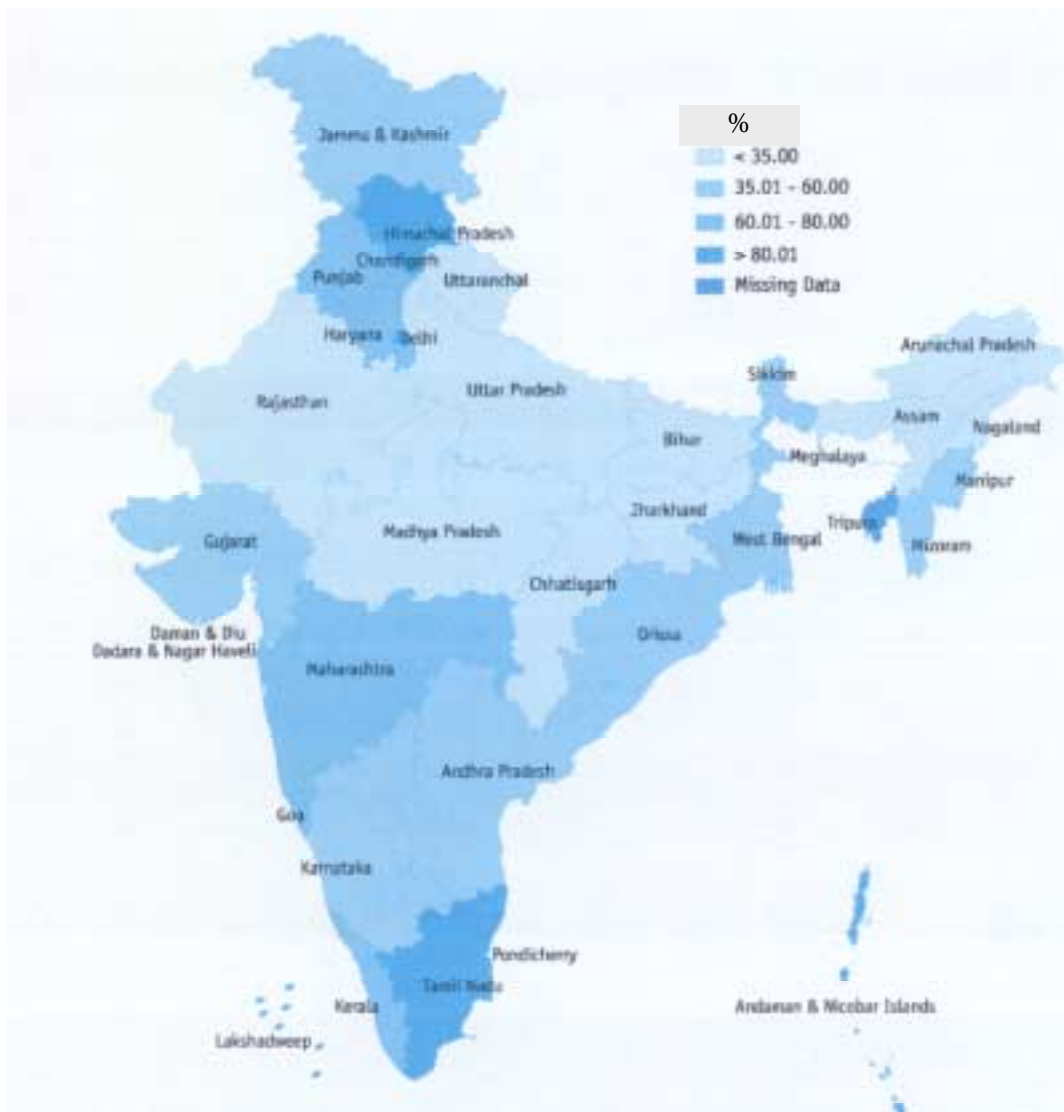 %
< 35.00
35.01 - 60.00
60.01 - 80.00
> 80.01
Missing Data
Jammu & Kashmir
Himachal Pradesh
Chandigarh
Punjab
Uttaranchal
Haryana
Delhi
Arunachal Pradesh
Sikkim
Rajasthan
Uttar Pradesh
Assam
Nagaland
Bihar
Meghalaya
Manipur
Jharkhand
Tripura
Madhya Pradesh
West Bengal
Gujarat
Mizoram
Chhatisgarh
Daman & Diu
Dadara & Nagar Haveli
Orissa
Maharashtra
Andhra Pradesh
Goa
Karnataka
Pondicherry
Tamil Nadu
Kerala
Andaman & Nicobar Islands
Lakshadweep